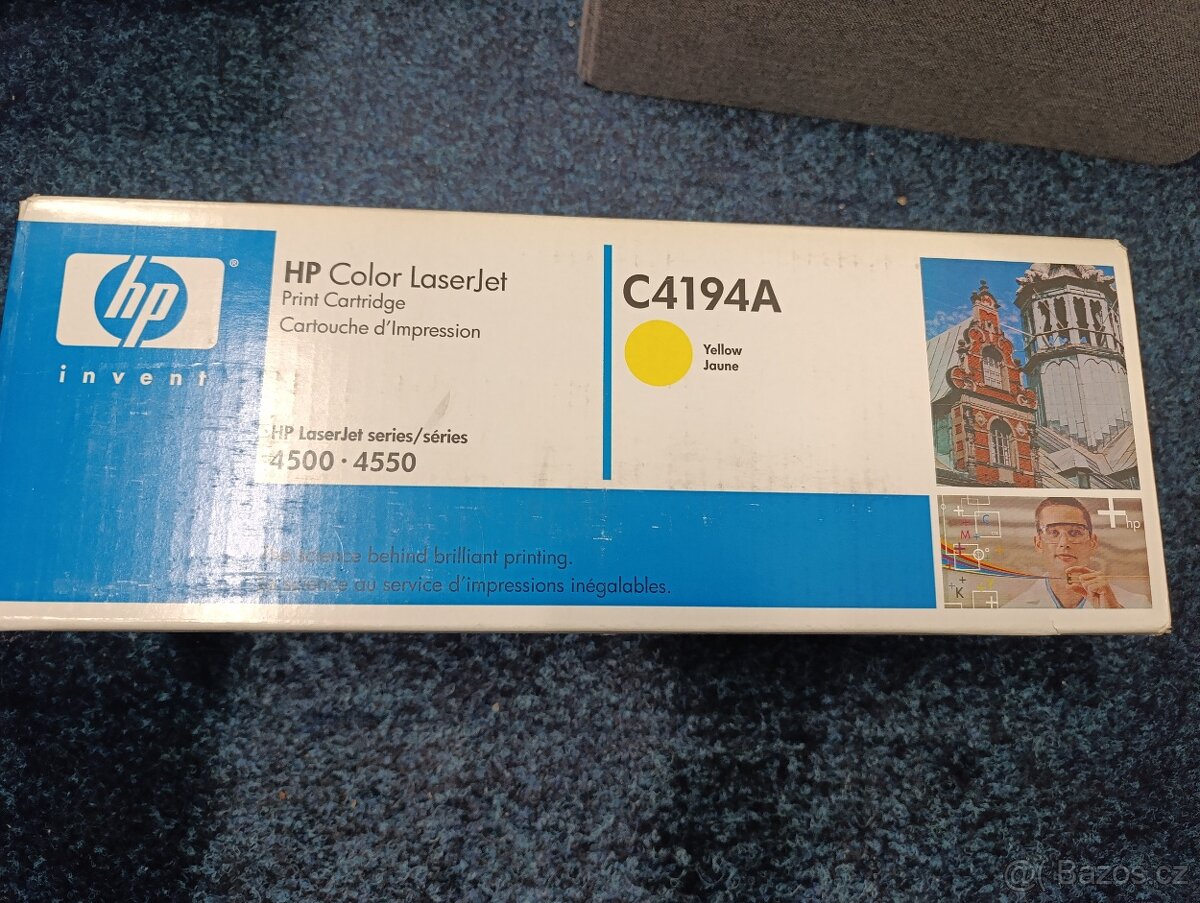 hp
®
invent
HP Color LaserJet
Print Cartridge
Cartouche d'Impression
HP LaserJet series/séries
4500 · 4550
C4194A
Yellow
Jaune
The science behind brilliant printing.
La science au service d'impressions inégalables.
+hp
C
M
K
Bazos.cz